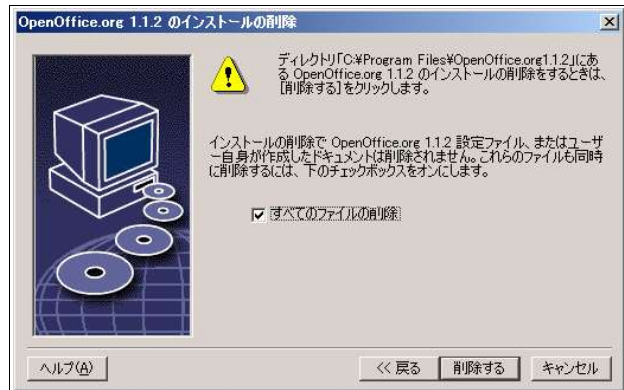 OpenOffice.org 1.1.2 のインストールの削除
ディレクトリ「C:¥Program Files¥OpenOffice.org1.1.2」にあ
る OpenOffice.org 1.1.2 のインストールの削除をするときは、
[削除する]をクリックします。
インストールの削除で OpenOffice.org 1.1.2 設定ファイル、またはユーザ
ー自身が作成したドキュメントは削除されません。これらのファイルも同時
に削除するには、下のチェックボックスをオンにします。
すべてのファイルの削除
ヘルプ(A)
<< 戻る
削除する
キャンセル